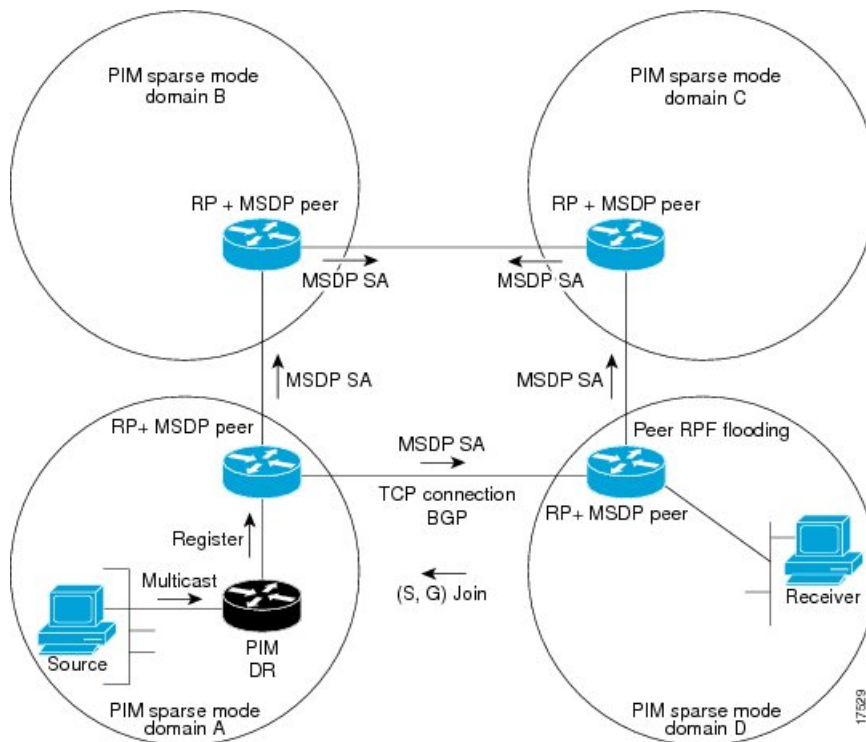 PIM sparse mode
domain B
PIM sparse mode
domain C
RP + MSDP peer
RP + MSDP peer
MSDP SA
MSDP SA
MSDP SA
MSDP SA
RP+ MSDP peer
MSDP SA
Peer RPF flooding
TCP connection
BGP
RP+ MSDP peer
Register
Multicast
(S, G) Join
Receiver
Source
PIM
DR
PIM sparse mode
domain A
PIM sparse mode
domain D
17529